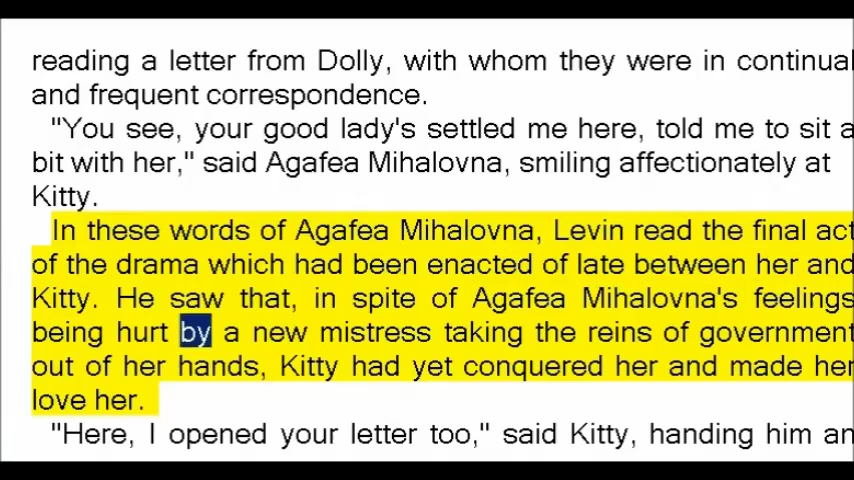 reading a letter from Dolly, with whom they were in continual
and frequent correspondence.
"You see, your good lady's settled me here, told me to sit a
bit with her," said Agafea Mihalovna, smiling affectionately at
Kitty.
In these words of Agafea Mihalovna, Levin read the final act
of the drama which had been enacted of late between her and
Kitty. He saw that, in spite of Agafea Mihalovna's feelings
being hurt by a new mistress taking the reins of government
out of her hands, Kitty had yet conquered her and made her
love her.
"Here, I opened your letter too," said Kitty, handing him an